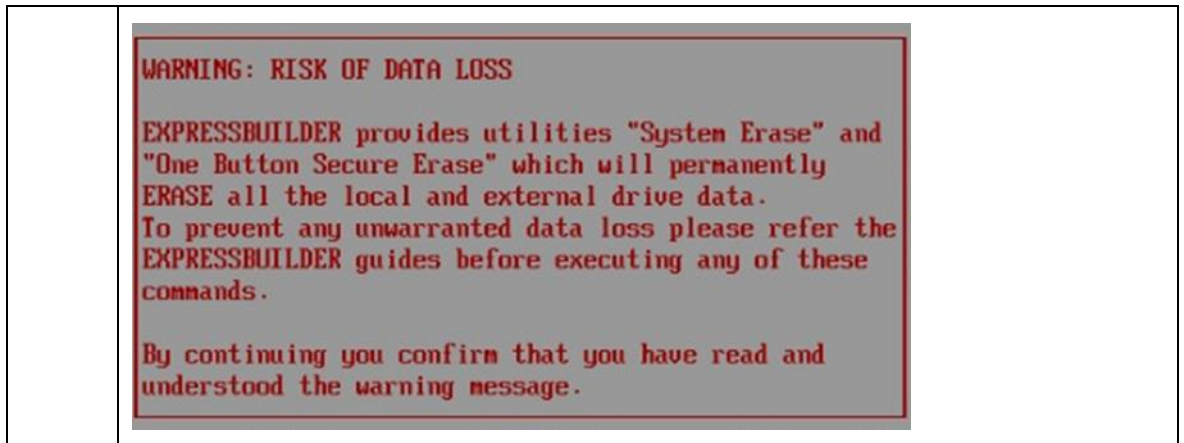 WARNING: RISK OF DATA LOSS
EXPRESSBUILDER provides utilities "System Erase" and
"One Button Secure Erase" which will permanently
ERASE all the local and external drive data.
To prevent any unwarranted data loss please refer the
EXPRESSBUILDER guides before executing any of these
commands.
By continuing you confirm that you have read and
understood the warning message.